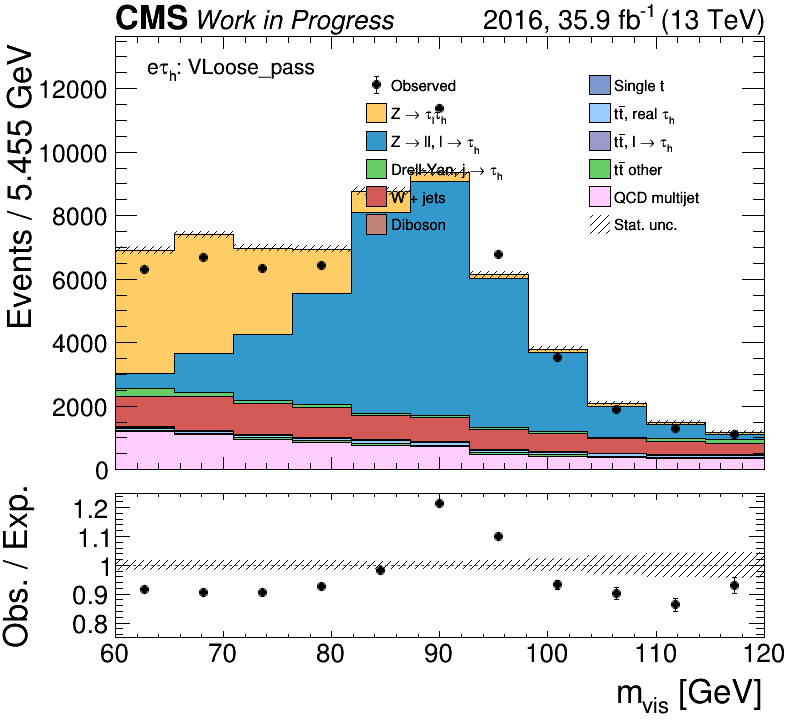 CMS Work in Progress
2016, 35.9 fb⁻¹ (13 TeV)
eτₕ: VLoose_pass
Observed
Z → τₗτₕ
Z → ll, l → τₕ
Drell-Yan, j → τₕ
W + jets
Diboson
Single t
tt̄, real τₕ
tt̄, l → τₕ
tt̄ other
QCD multijet
Stat. unc.
Events / 5.455 GeV
12000
10000
8000
6000
4000
2000
0
Obs. / Exp.
1.2
1.1
1
0.9
0.8
60 70 80 90 100 110 120
m_vis [GeV]